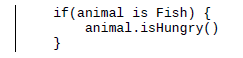 if(animal is Fish) {
    animal.isHungry()
}